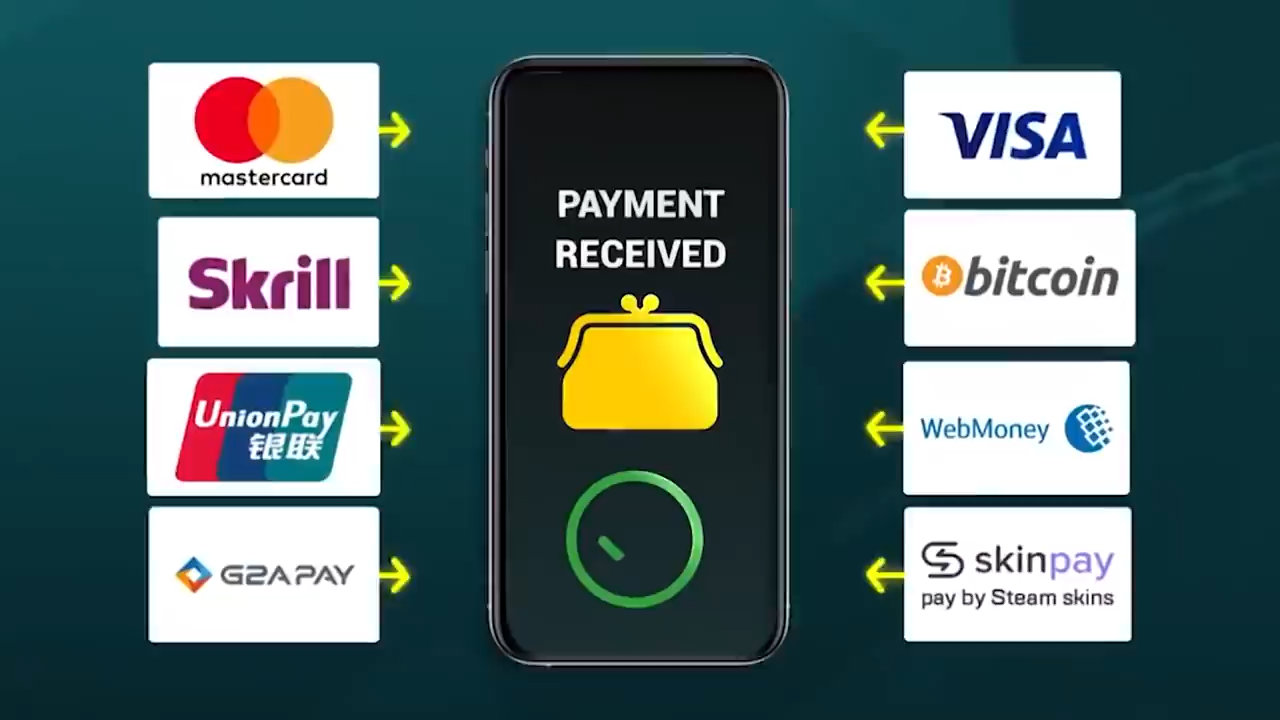 mastercard
Skrill
UnionPay
银联
G2A PAY
PAYMENT
RECEIVED
VISA
bitcoin
WebMoney
skinpay
pay by Steam skins